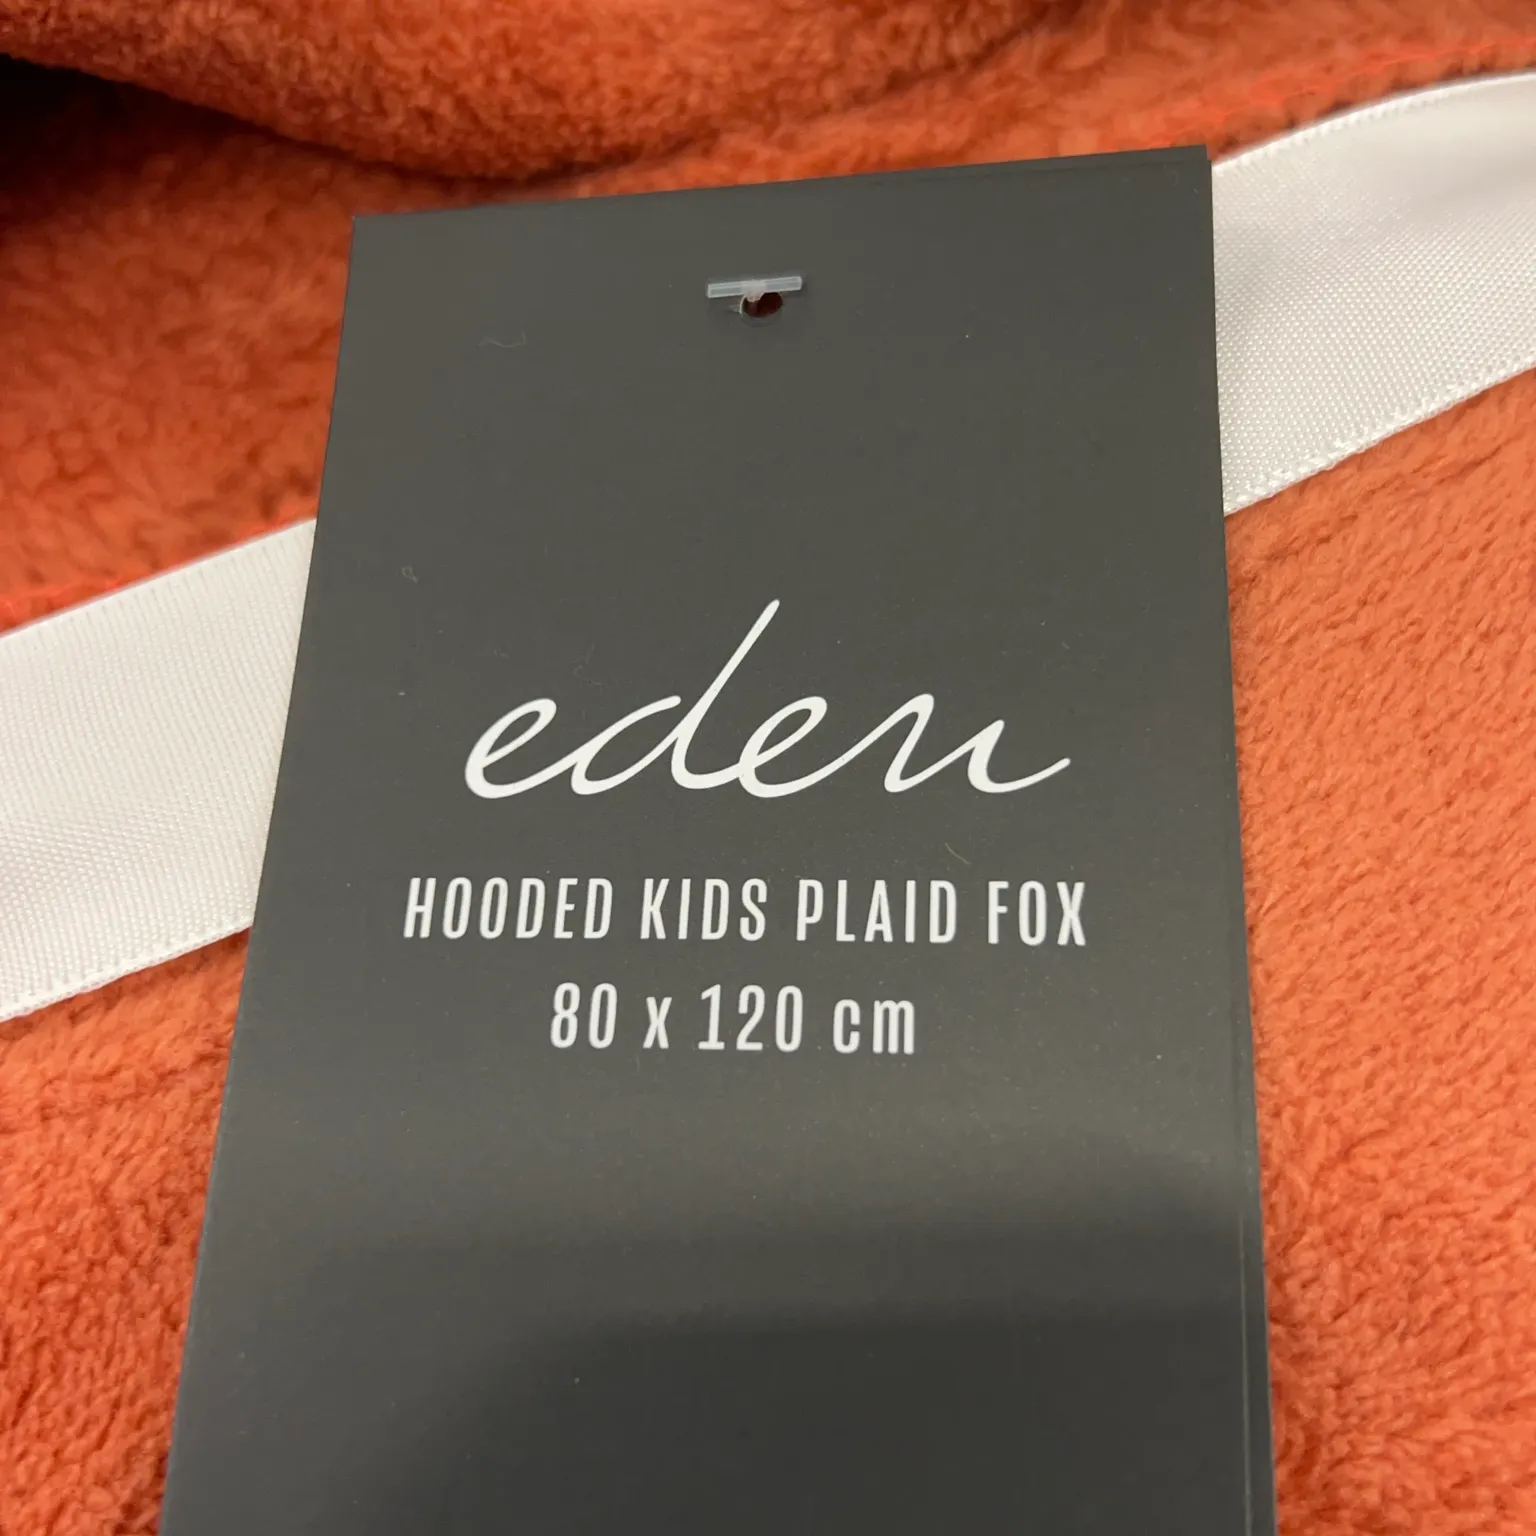 eden
HOODED KIDS PLAID FOX
80 x 120 cm